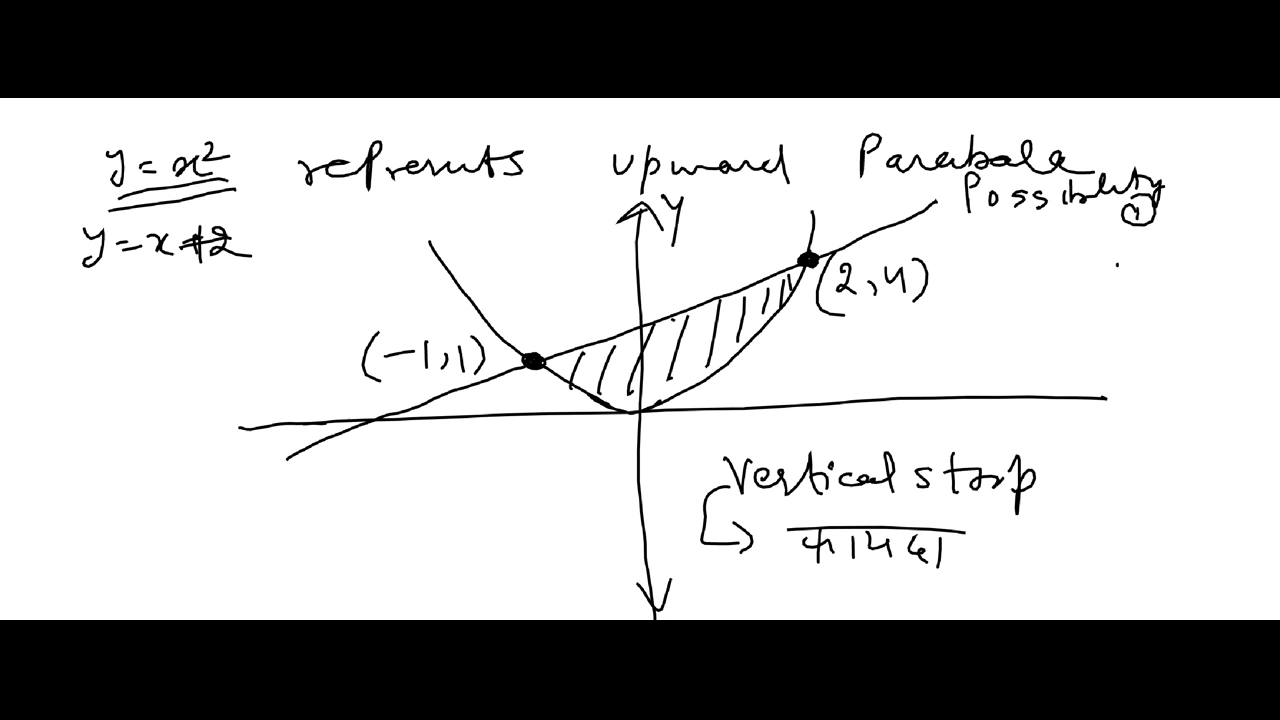 y = x² represents upward Parabola
y = x + 2
Possibility ①
Y
(2,4)
(-1,1)
Vertical strip